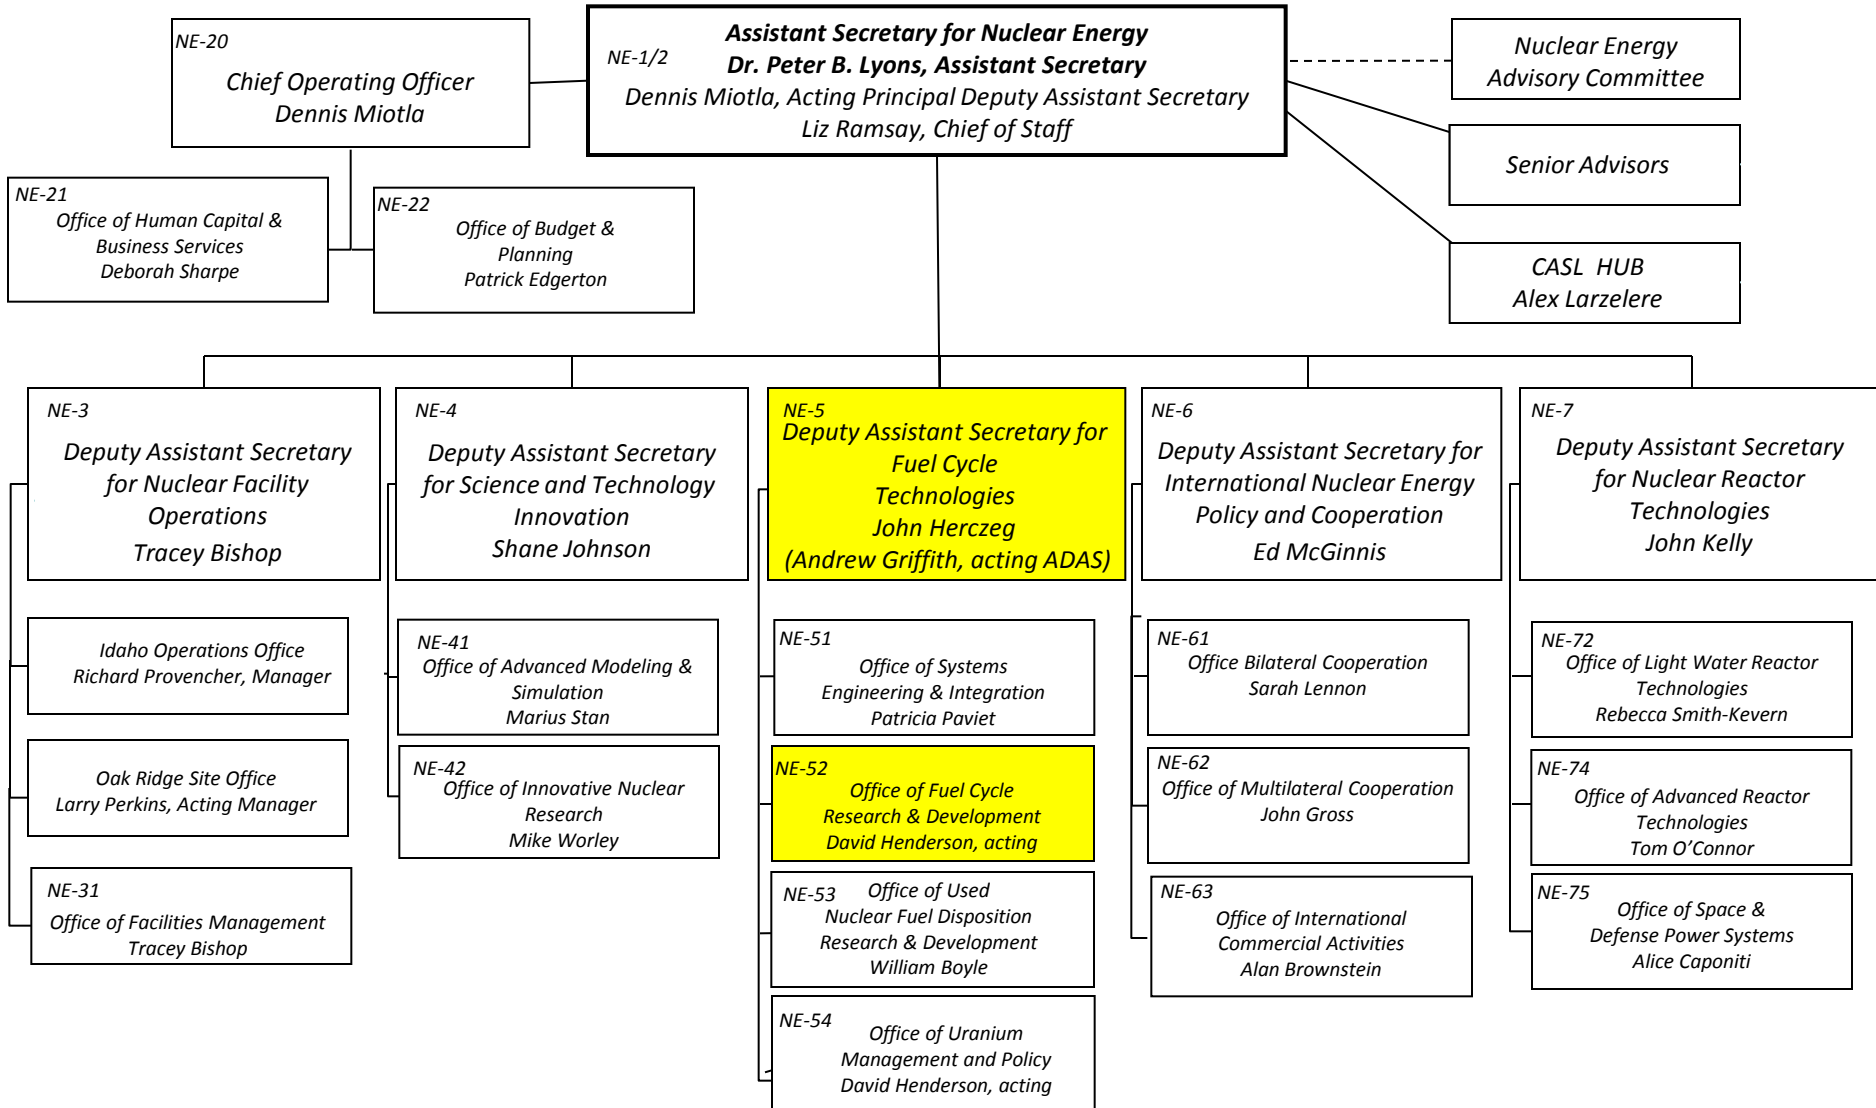 NE-20
Chief Operating Officer
Dennis Miotla
NE-1/2
Assistant Secretary for Nuclear Energy
Dr. Peter B. Lyons, Assistant Secretary
Dennis Miotla, Acting Principal Deputy Assistant Secretary
Liz Ramsay, Chief of Staff
Nuclear Energy
Advisory Committee
Senior Advisors
CASL HUB
Alex Larzelere
NE-21
Office of Human Capital &
Business Services
Deborah Sharpe
NE-22
Office of Budget &
Planning
Patrick Edgerton
NE-3
Deputy Assistant Secretary
for Nuclear Facility
Operations
Tracey Bishop
NE-4
Deputy Assistant Secretary
for Science and Technology
Innovation
Shane Johnson
NE-5
Deputy Assistant Secretary for
Fuel Cycle
Technologies
John Herczeg
(Andrew Griffith, acting ADAS)
NE-6
Deputy Assistant Secretary for
International Nuclear Energy
Policy and Cooperation
Ed McGinnis
NE-7
Deputy Assistant Secretary
for Nuclear Reactor
Technologies
John Kelly
Idaho Operations Office
Richard Provencher, Manager
Oak Ridge Site Office
Larry Perkins, Acting Manager
NE-31
Office of Facilities Management
Tracey Bishop
NE-41
Office of Advanced Modeling &
Simulation
Marius Stan
NE-42
Office of Innovative Nuclear
Research
Mike Worley
NE-51
Office of Systems
Engineering & Integration
Patricia Paviet
NE-52
Office of Fuel Cycle
Research & Development
David Henderson, acting
NE-53
Office of Used
Nuclear Fuel Disposition
Research & Development
William Boyle
NE-54
Office of Uranium
Management and Policy
David Henderson, acting
NE-61
Office Bilateral Cooperation
Sarah Lennon
NE-62
Office of Multilateral Cooperation
John Gross
NE-63
Office of International
Commercial Activities
Alan Brownstein
NE-72
Office of Light Water Reactor
Technologies
Rebecca Smith-Kevern
NE-74
Office of Advanced Reactor
Technologies
Tom O’Connor
NE-75
Office of Space &
Defense Power Systems
Alice Caponiti